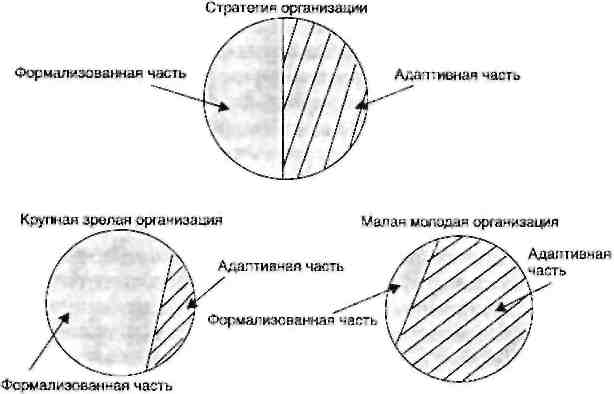 Стратегия организации
Формализованная часть
Адаптивная часть
Крупная зрелая организация
Малая молодая организация
Адаптивная часть
Адаптивная
часть
Формализованная часть
Формализованная часть